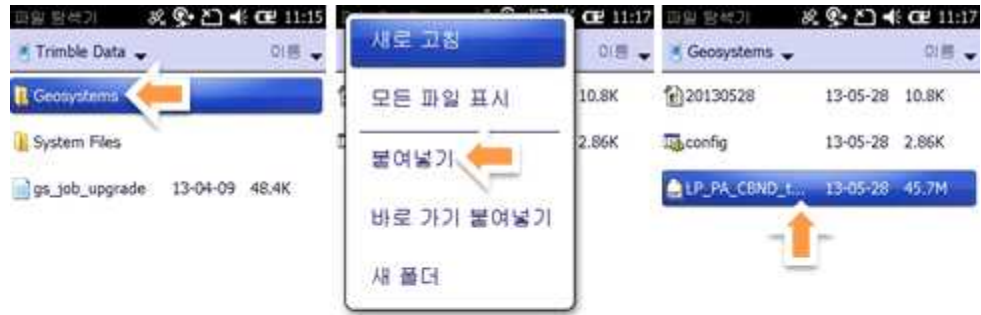 파일 탐색기 11:15
Trimble Data 이름
Geosystems
System Files
gs_job_upgrade 13-04-09 48.4K
11:17
이름
10.8K
2.86K
새로 고침
모든 파일 표시
붙여넣기
바로 가기 붙여넣기
새 폴더
파일 탐색기 11:17
Geosystems 이름
20130528 13-05-28 10.8K
config 13-05-28 2.86K
LP_PA_CBND_t... 13-05-28 45.7M